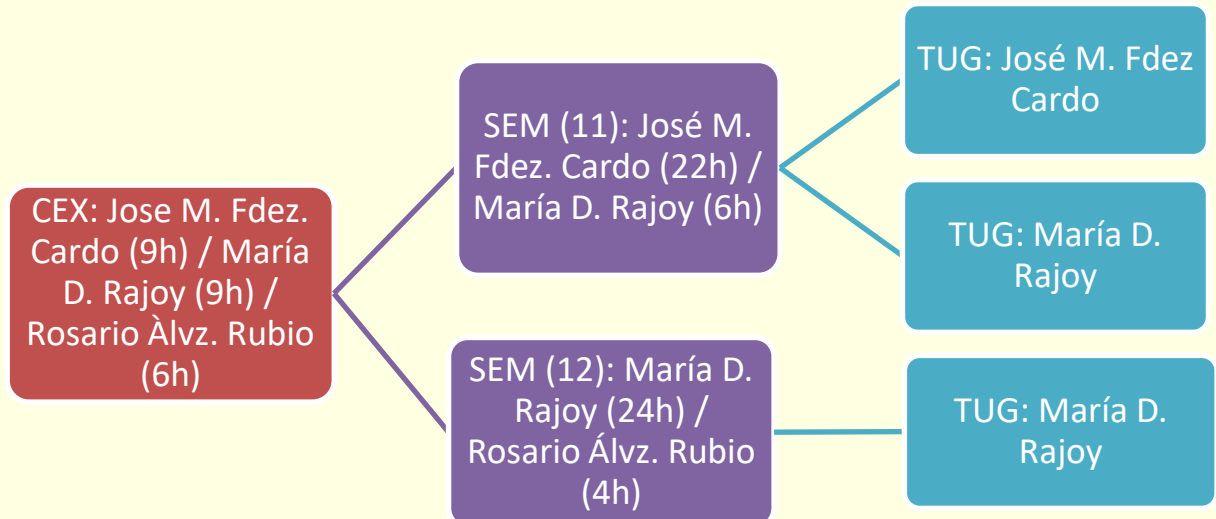 CEX: Jose M. Fdez.
Cardo (9h) / María
D. Rajoy (9h) /
Rosario Àlvz. Rubio
(6h)
SEM (11): José M.
Fdez. Cardo (22h) /
María D. Rajoy (6h)
SEM (12): María D.
Rajoy (24h) /
Rosario Álvz. Rubio
(4h)
TUG: José M. Fdez
Cardo
TUG: María D.
Rajoy
TUG: María D.
Rajoy